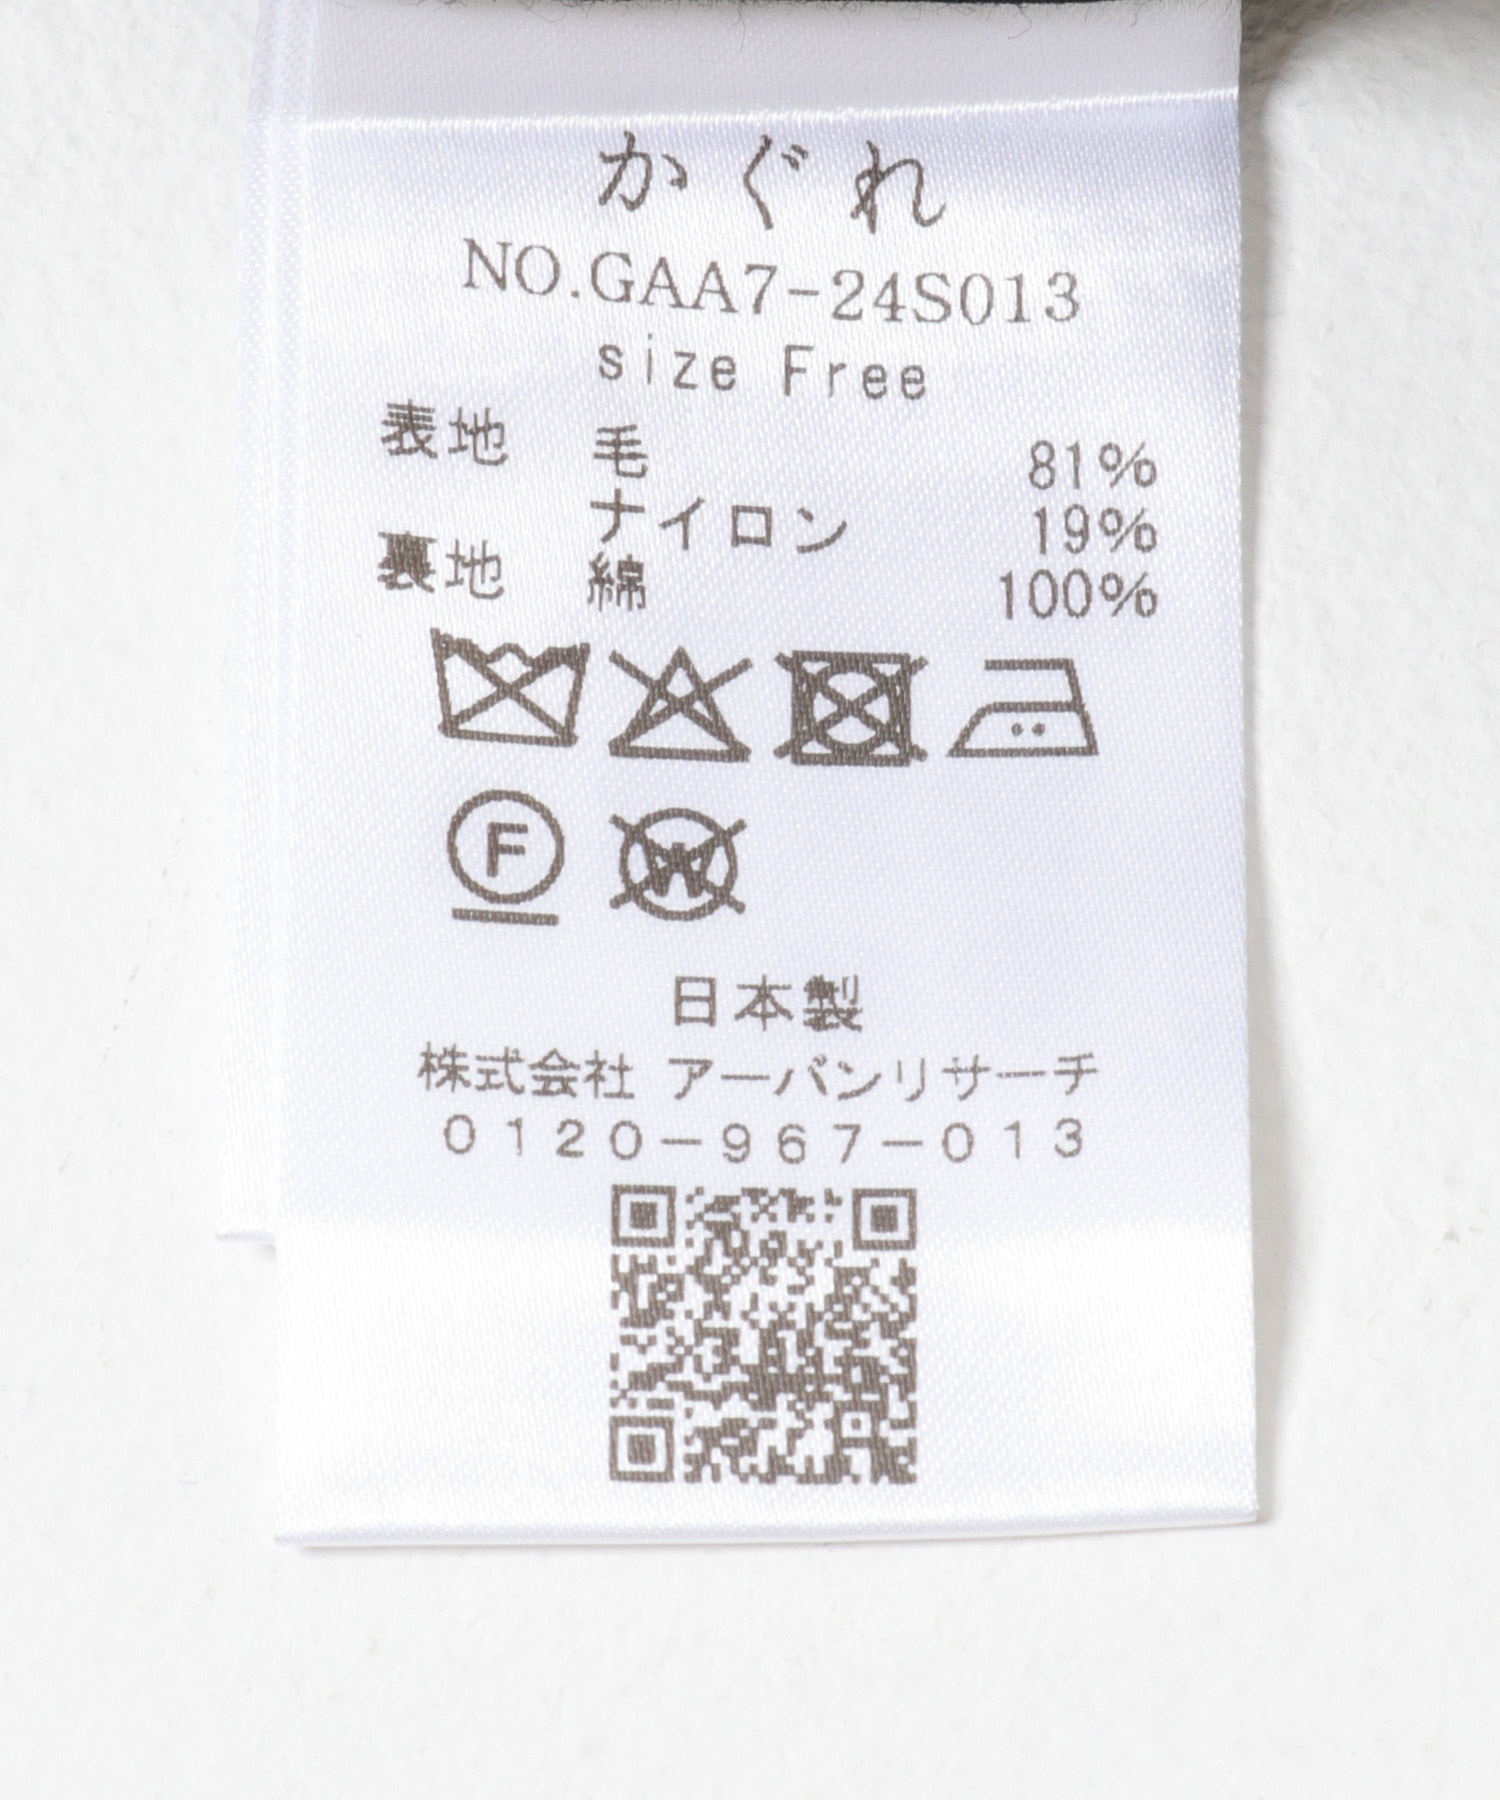 かぐれ
NO.GAA7-24S013
size Free
表地 毛 81%
ナイロン 19%
裏地 綿 100%
F
W
日本製
株式会社 アーバンリサーチ
0120-967-013